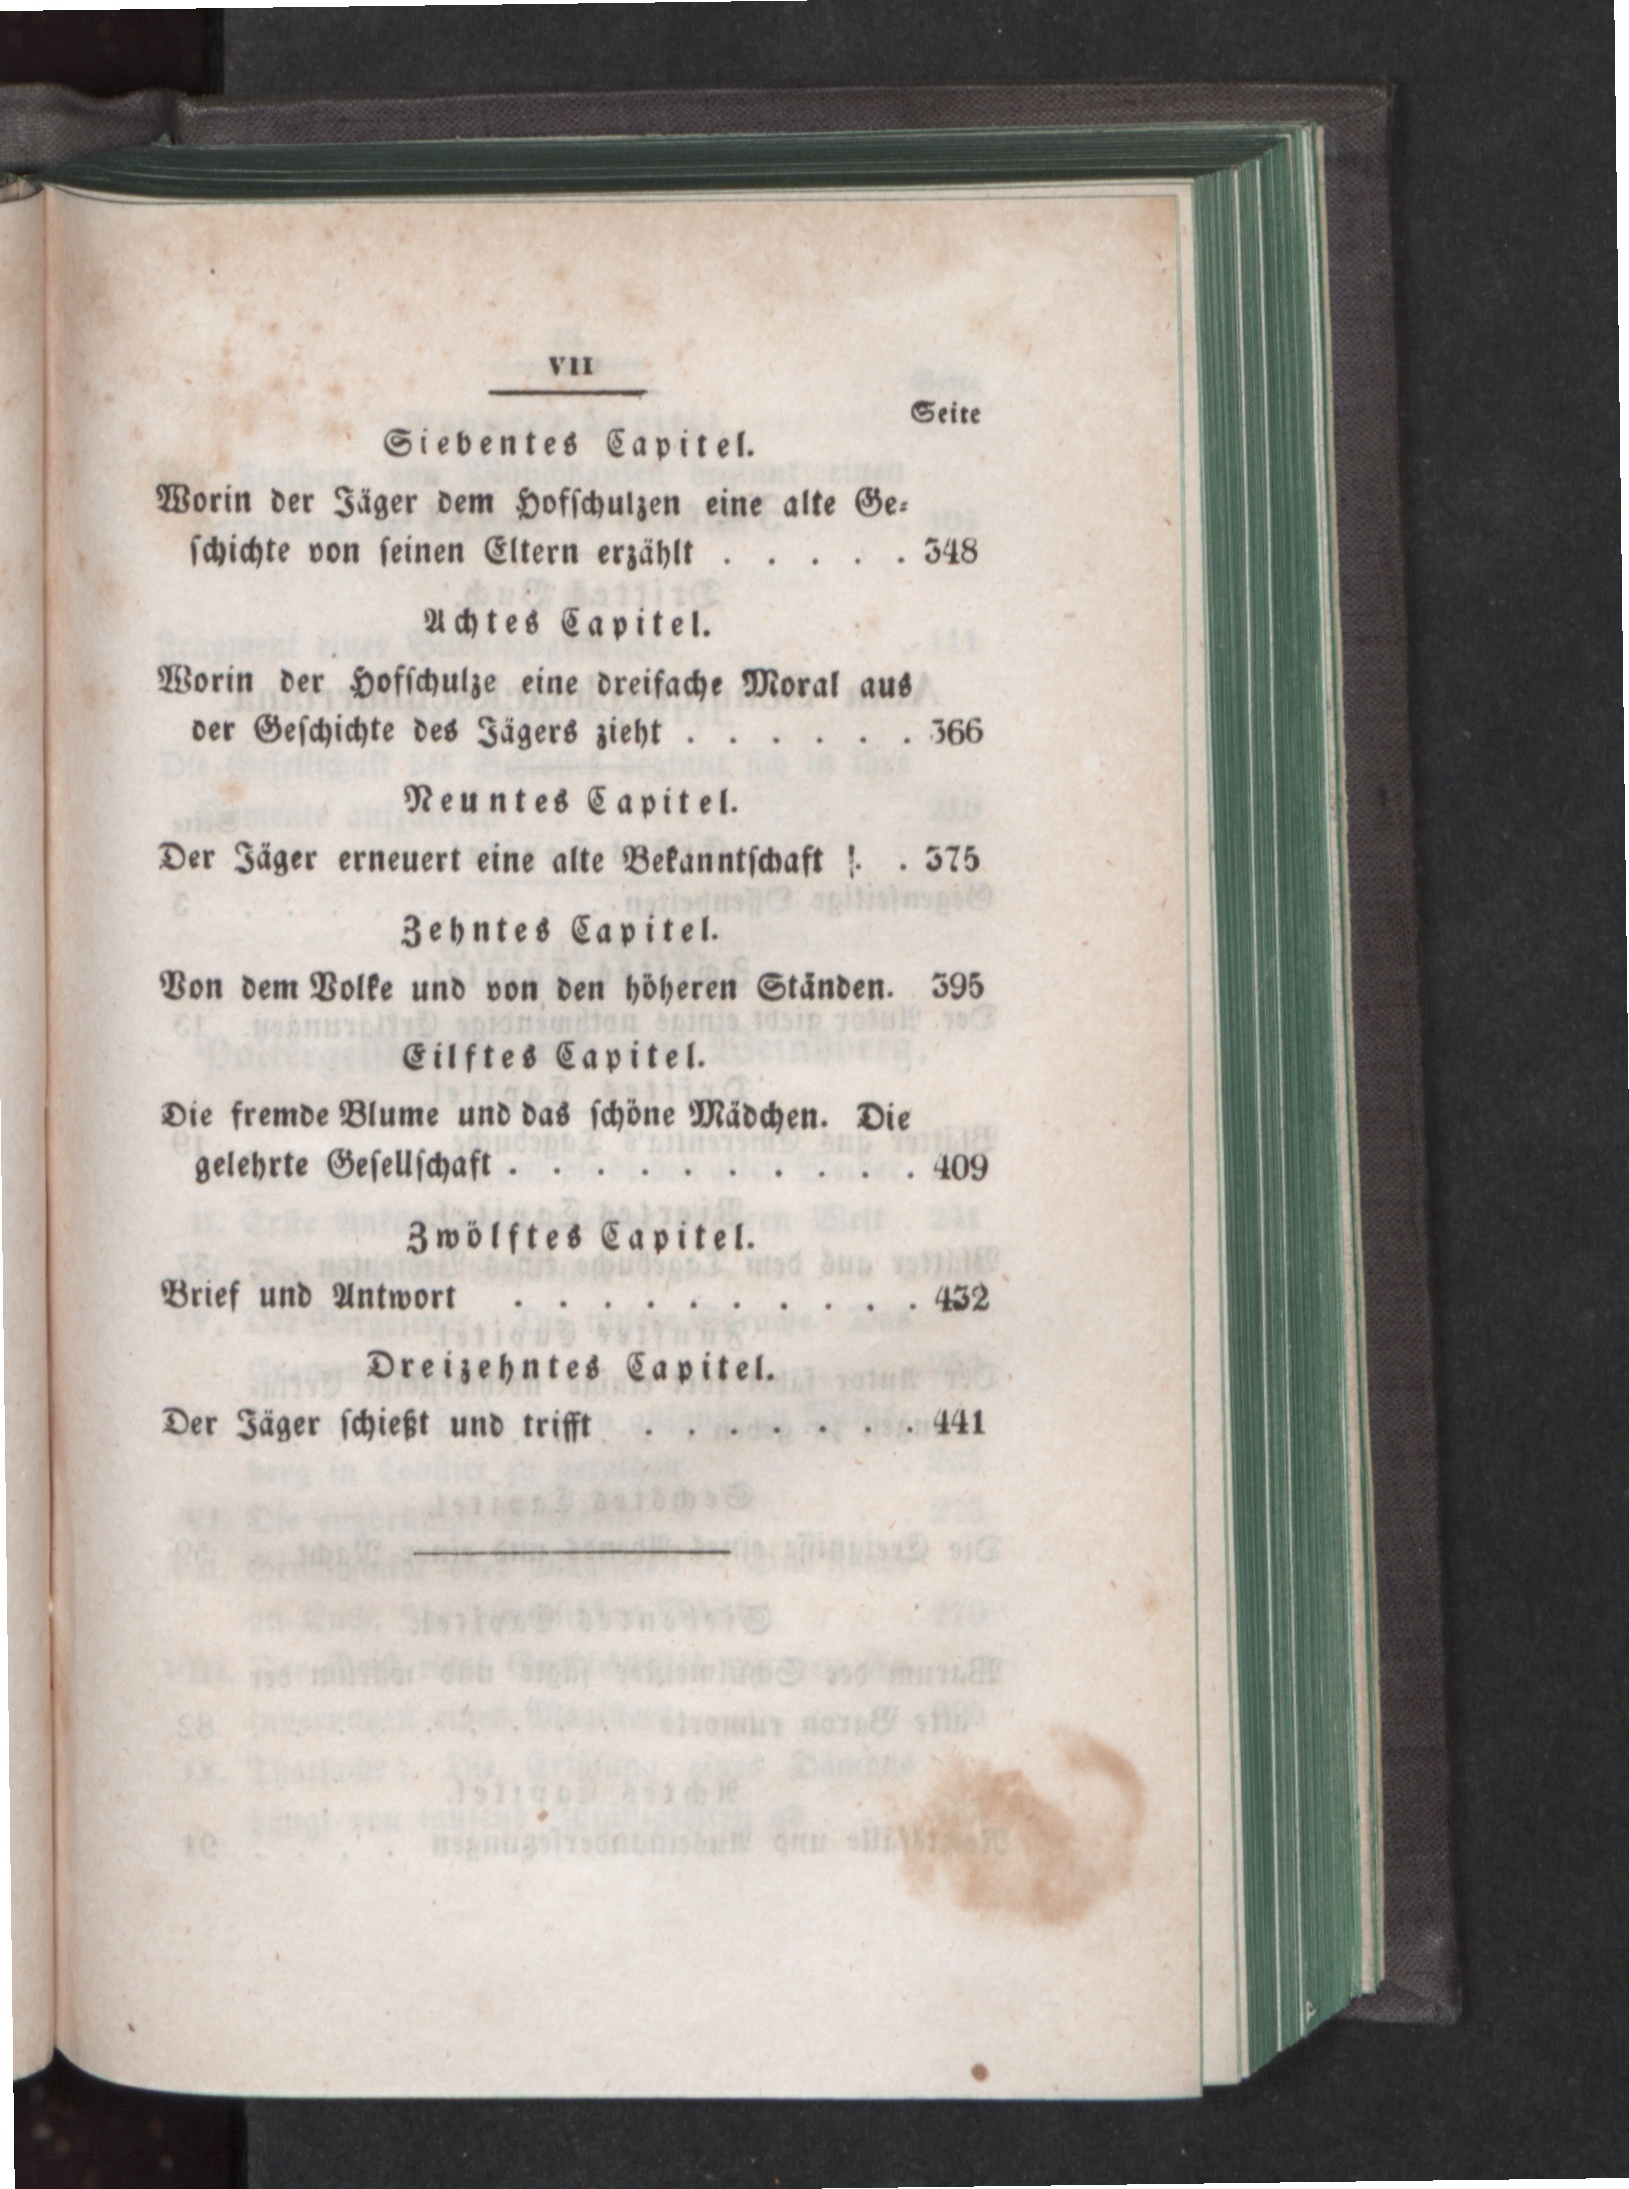 VII
Seite
Siebentes Capitel.
Worin der Jäger dem Hofſchulzen eine alte Ge⸗
ſchichte von ſeinen Eltern erzählt . . . . . 348
Achtes Capitel.
Worin der Hofſchulze eine dreifache Moral aus
der Geſchichte des Jägers zieht . . . . . . 366
Neuntes Capitel.
Der Jäger erneuert eine alte Bekanntſchaft . . 375
Zehntes Capitel.
Von dem Volke und von den höheren Ständen. 395
Eilftes Capitel.
Die fremde Blume und das ſchöne Mädchen. Die
gelehrte Geſellſchaft . . . . . . . . . . 409
Zwölftes Capitel.
Brief und Antwort . . . . . . . . . . 432
Dreizehntes Capitel.
Der Jäger ſchießt und trifft . . . . . . . 441